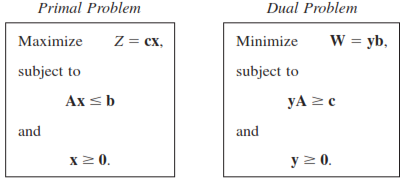 Primal Problem
Maximize Z = cx,
subject to
Ax ≤ b
and
x ≥ 0.
Dual Problem
Minimize W = yb,
subject to
yA ≥ c
and
y ≥ 0.